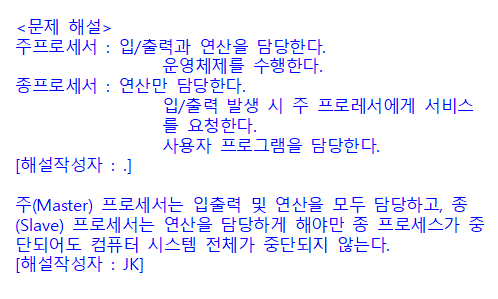 <문제 해설>
주프로세서 : 입/출력과 연산을 담당한다.
운영체제를 수행한다.
종프로세서 : 연산만 담당한다.
입/출력 발생 시 주 프로레서에게 서비스
를 요청한다.
사용자 프로그램을 담당한다.
[해설작성자 : .]

주(Master) 프로세서는 입출력 및 연산을 모두 담당하고, 종
(Slave) 프로세서는 연산을 담당하게 해야만 종 프로세스가 중
단되어도 컴퓨터 시스템 전체가 중단되지 않는다.
[해설작성자 : JK]